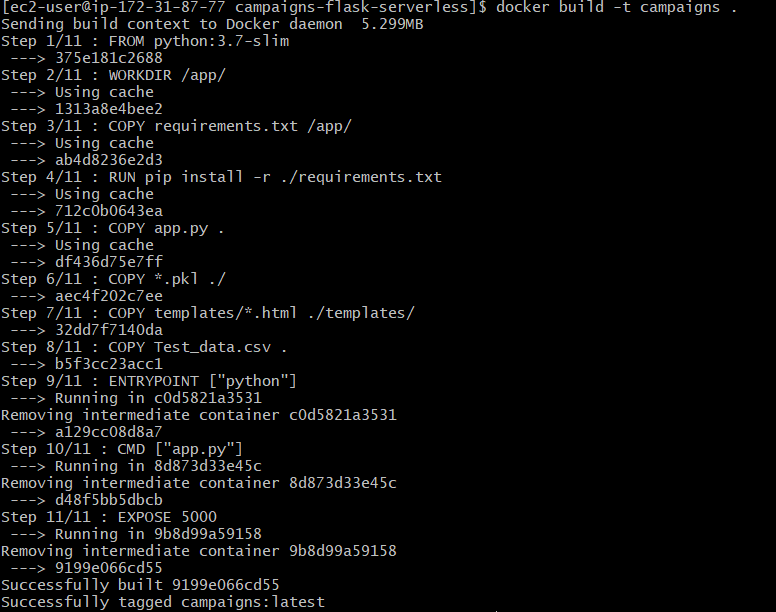 [ec2-user@ip-172-31-87-77 campaigns-flask-serverless]$ docker build -t campaigns .
Sending build context to Docker daemon  5.299MB
Step 1/11 : FROM python:3.7-slim
 ---> 375e181c2688
Step 2/11 : WORKDIR /app/
 ---> Using cache
 ---> 1313a8e4bee2
Step 3/11 : COPY requirements.txt /app/
 ---> Using cache
 ---> ab4d8236e2d3
Step 4/11 : RUN pip install -r ./requirements.txt
 ---> Using cache
 ---> 712c0b0643ea
Step 5/11 : COPY app.py .
 ---> Using cache
 ---> df436d75e7ff
Step 6/11 : COPY *.pkl ./
 ---> aec4f202c7ee
Step 7/11 : COPY templates/*.html ./templates/
 ---> 32dd7f7140da
Step 8/11 : COPY Test_data.csv .
 ---> b5f3cc23acc1
Step 9/11 : ENTRYPOINT ["python"]
 ---> Running in c0d5821a3531
Removing intermediate container c0d5821a3531
 ---> a129cc08d8a7
Step 10/11 : CMD ["app.py"]
 ---> Running in 8d873d33e45c
Removing intermediate container 8d873d33e45c
 ---> d48f5bb5dbcb
Step 11/11 : EXPOSE 5000
 ---> Running in 9b8d99a59158
Removing intermediate container 9b8d99a59158
 ---> 9199e066cd55
Successfully built 9199e066cd55
Successfully tagged campaigns:latest